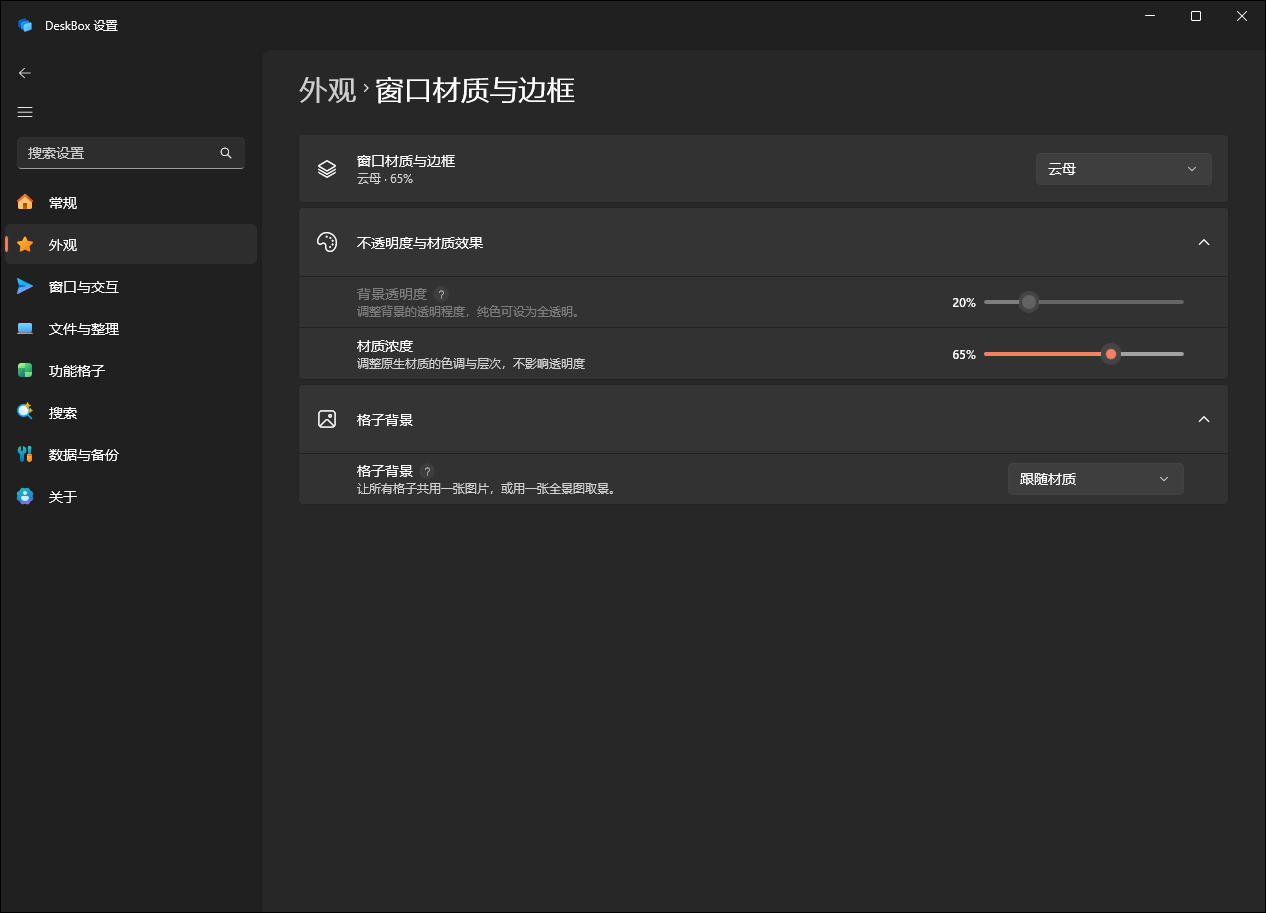 DeskBox 设置
搜索设置
常规
外观
窗口与交互
文件与整理
功能格子
搜索
数据与备份
关于
外观 › 窗口材质与边框
窗口材质与边框
云母 · 65%
云母
不透明度与材质效果
背景透明度 ?
调整背景的透明程度，纯色可设为全透明。
20%
材质浓度
调整原生材质的色调与层次，不影响透明度
65%
格子背景
格子背景 ?
让所有格子共用一张图片，或用一张全景图取景。
跟随材质